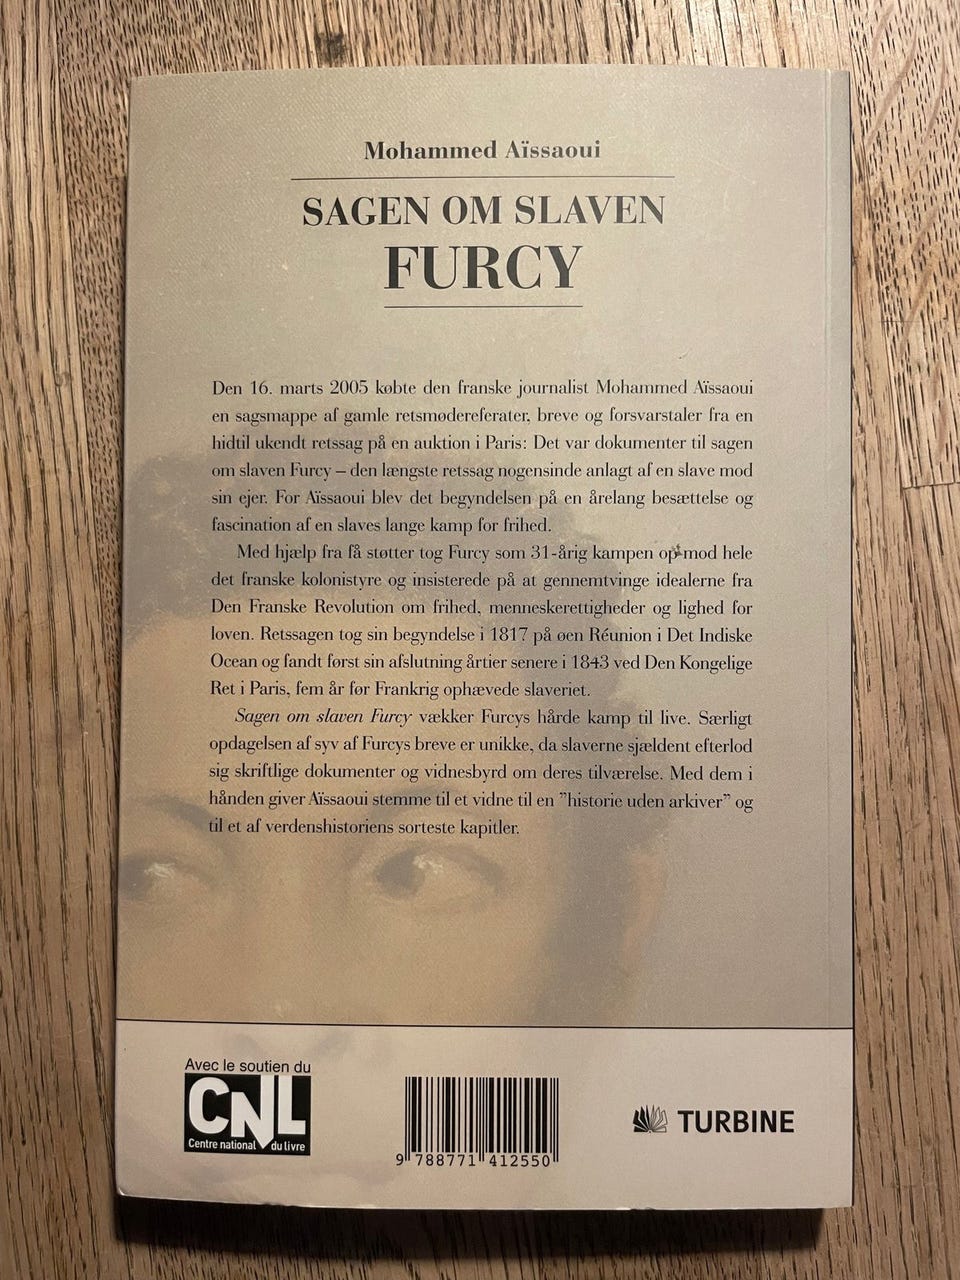 Mohammed Aïssaoui
SAGEN OM SLAVEN
FURCY
Den 16. marts 2005 købte den franske journalist Mohammed Aïssaoui
en sagsmappe af gamle retsmødereferater, breve og forsvarstaler fra en
hidtil ukendt retssag på en auktion i Paris: Det var dokumenter til sagen
om slaven Furcy – den længste retssag nogensinde anlagt af en slave mod
sin ejer. For Aïssaoui blev det begyndelsen på en årelang besættelse og
fascination af en slaves lange kamp for frihed.
Med hjælp fra få støtter tog Furcy som 31-årig kampen op mod hele
det franske kolonistyre og insisterede på at gennemtvinge idealerne fra
Den Franske Revolution om frihed, menneskerettigheder og lighed for
loven. Retssagen tog sin begyndelse i 1817 på øen Réunion i Det Indiske
Ocean og fandt først sin afslutning årtier senere i 1843 ved Den Kongelige
Ret i Paris, fem år før Frankrig ophævede slaveriet.
Sagen om slaven Furcy vækker Furcys hårde kamp til live. Særligt
opdagelsen af syv af Furcys breve er unikke, da slaverne sjældent efterlod
sig skriftlige dokumenter og vidnesbyrd om deres tilværelse. Med dem i
hånden giver Aïssaoui stemme til et vidne til en ”historie uden arkiver” og
til et af verdenshistoriens sorteste kapitler.
Avec le soutien du
CNL
Centre national du livre
9 788771 412550
TURBINE